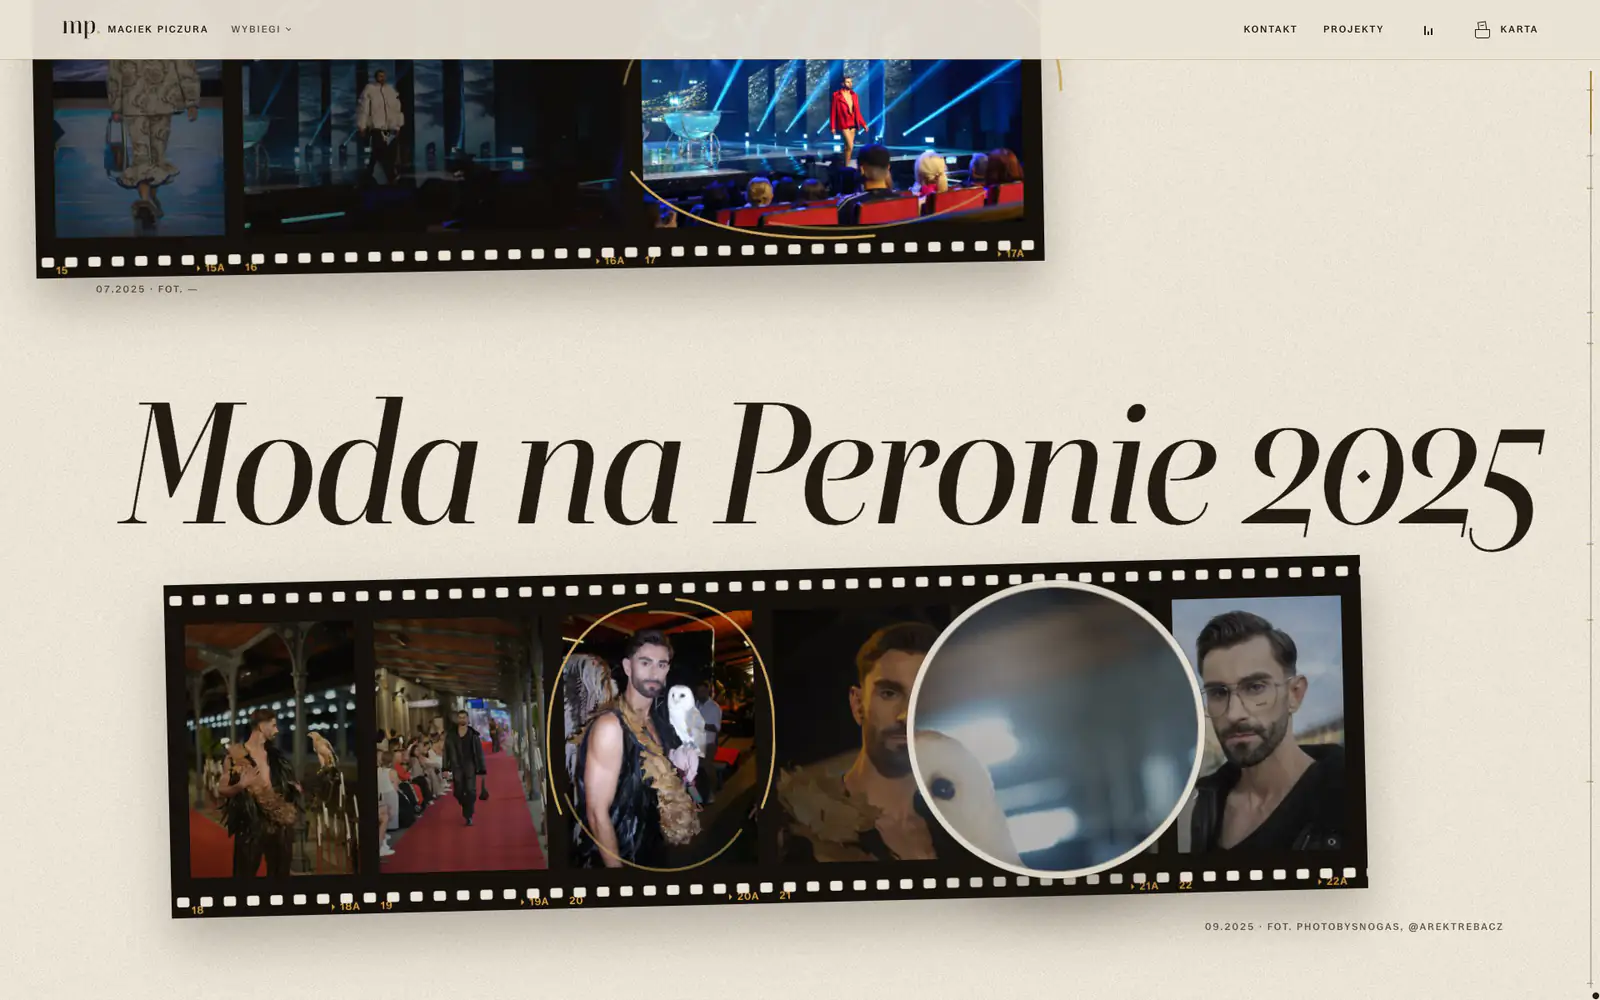 mp. MACIEK PICZURA WYBIEGI KONTAKT PROJEKTY KARTA
15 15A 16 16A 17 17A
07.2025 · FOT. —
Moda na Peronie 2025
18 18A 19 19A 20 20A 21 21A 22 22A
09.2025 · FOT. PHOTOBYSNOGAS, @AREKTREBACZ